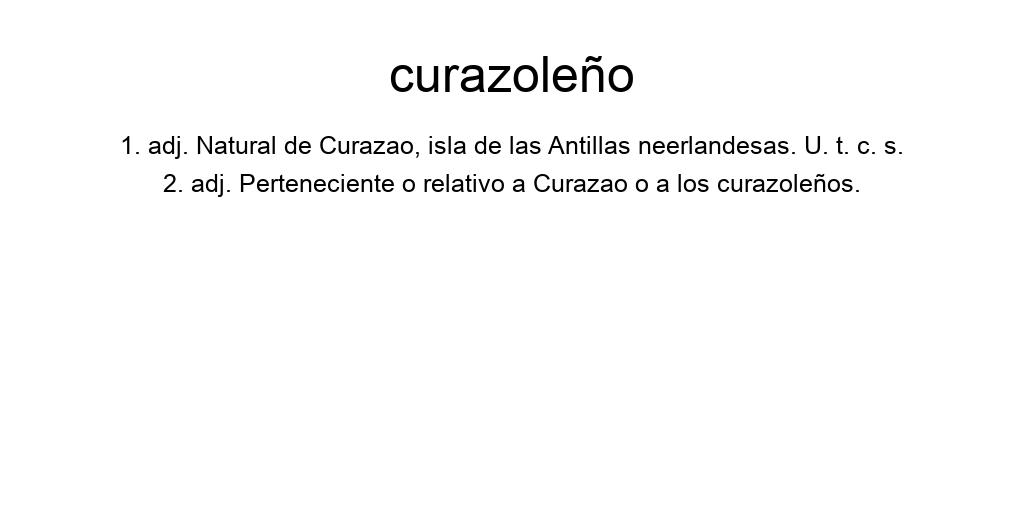 curazoleño
1. adj. Natural de Curazao, isla de las Antillas neerlandesas. U. t. c. s.
2. adj. Perteneciente o relativo a Curazao o a los curazoleños.